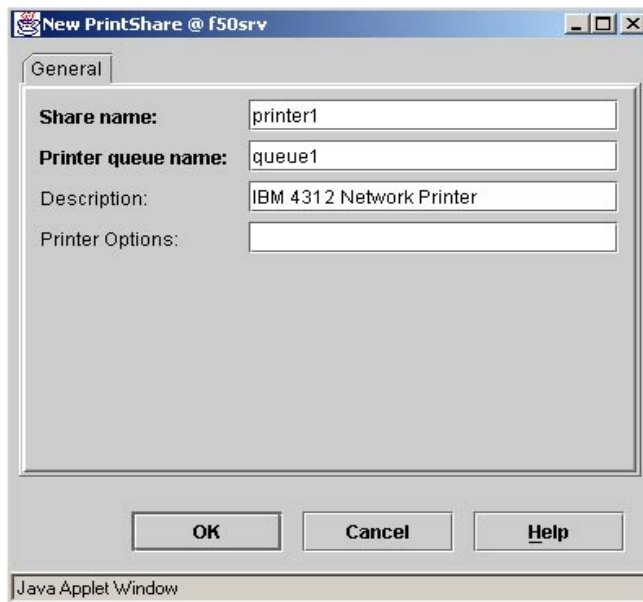 New PrintShare @ f50srv
General
Share name: printer1
Printer queue name: queue1
Description: IBM 4312 Network Printer
Printer Options:
OK Cancel Help
Java Applet Window